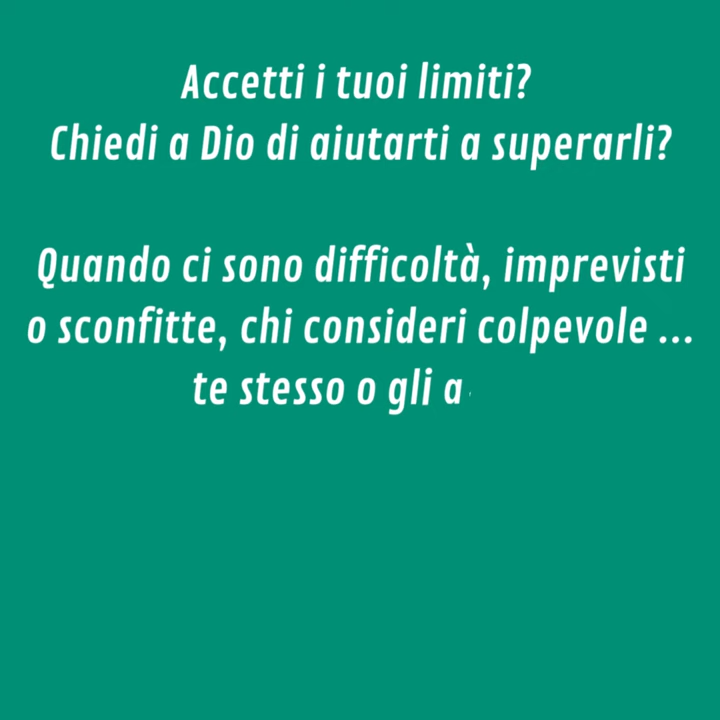 Accetti i tuoi limiti?
Chiedi a Dio di aiutarti a superarli?
Quando ci sono difficoltà, imprevisti
o sconfitte, chi consideri colpevole ...
te stesso o gli a